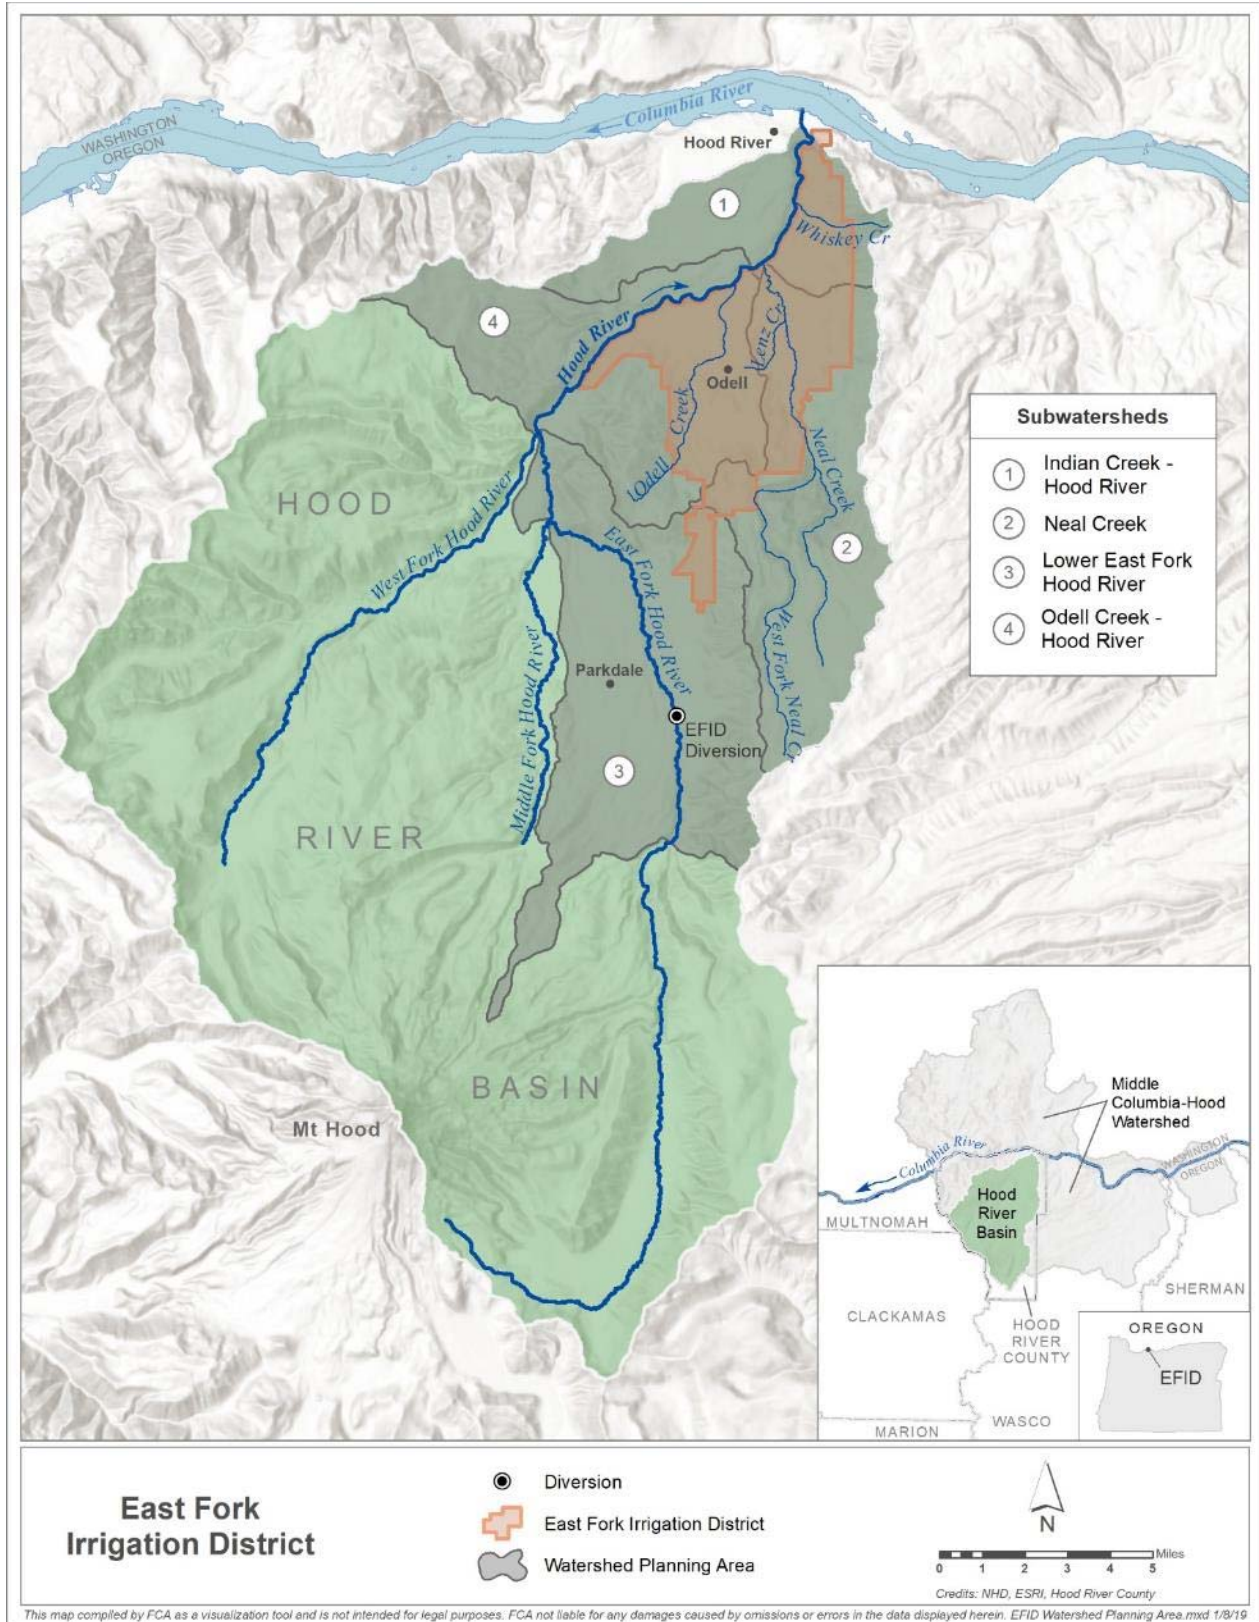 Columbia River
WASHINGTON
OREGON
Hood River
1
Whiskey Cr
4
Hood River
Lenz Cr
Odell
Odell Creek
Neal Creek
Subwatersheds
1 Indian Creek -
Hood River
2 Neal Creek
3 Lower East Fork
Hood River
4 Odell Creek -
Hood River
HOOD
West Fork Hood River
East Fork Hood River
2
West Fork Neal Cr
Middle Fork Hood River
Parkdale
EFID
Diversion
3
RIVER
BASIN
Mt Hood
Middle
Columbia-Hood
Watershed
Columbia River
WASHINGTON
OREGON
Hood
River
Basin
MULTNOMAH
SHERMAN
CLACKAMAS
HOOD
RIVER
COUNTY
OREGON
EFID
WASCO
MARION
East Fork
Irrigation District
Diversion
East Fork Irrigation District
Watershed Planning Area
N
Miles
0 1 2 3 4 5
Credits: NHD, ESRI, Hood River County
This map compiled by FCA as a visualization tool and is not intended for legal purposes. FCA not liable for any damages caused by omissions or errors in the data displayed herein. EFID Watershed Planning Area.mxd 1/8/19